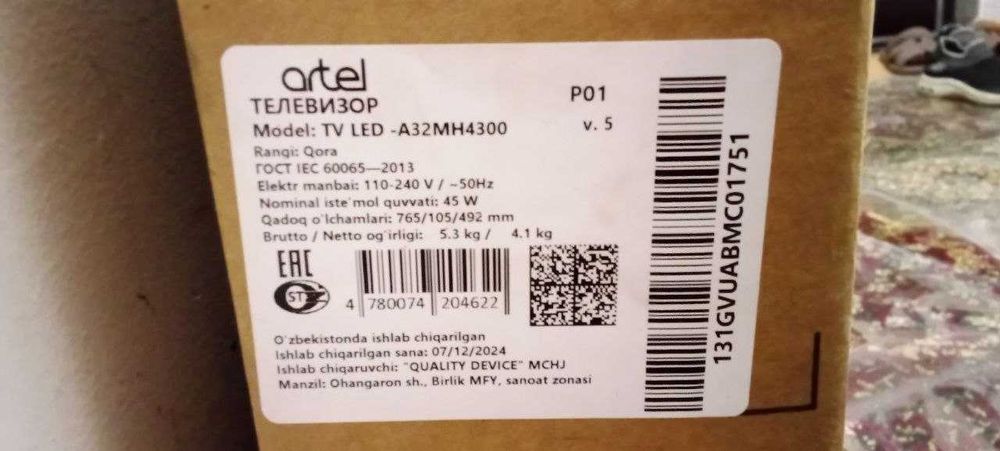 artel
ТЕЛЕВИЗОР
P01
Model: TV LED -A32MH4300
v. 5
Rangi: Qora
ГОСТ IEC 60065—2013
Elektr manbai: 110-240 V / ~50Hz
Nominal iste'mol quvvati: 45 W
Qadoq o'lchamlari: 765/105/492 mm
Brutto / Netto og'irligi: 5.3 kg / 4.1 kg
EAC
ST
4 780074 204622
O'zbekistonda ishlab chiqarilgan
Ishlab chiqarilgan sana: 07/12/2024
Ishlab chiqaruvchi: "QUALITY DEVICE" MCHJ
Manzil: Ohangaron sh., Birlik MFY, sanoat zonasi
131GVUABMC01751